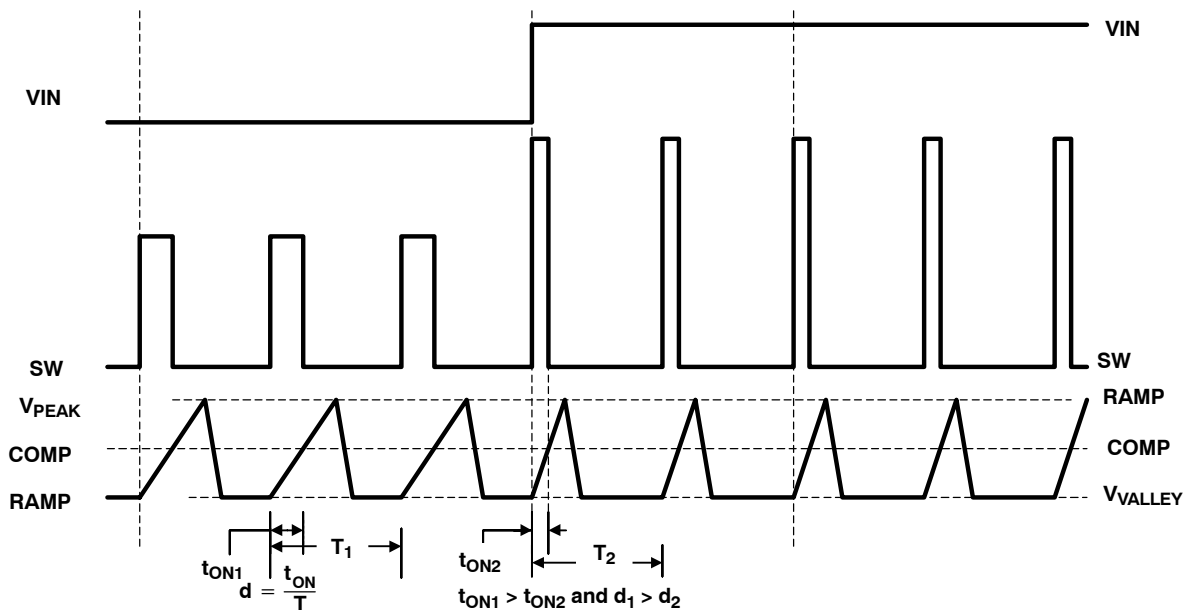 VIN
VIN
SW
SW
VPEAK
RAMP
COMP
COMP
RAMP
VVALLEY
tON1
T1
d = tON/T
tON2
T2
tON1 > tON2 and d1 > d2